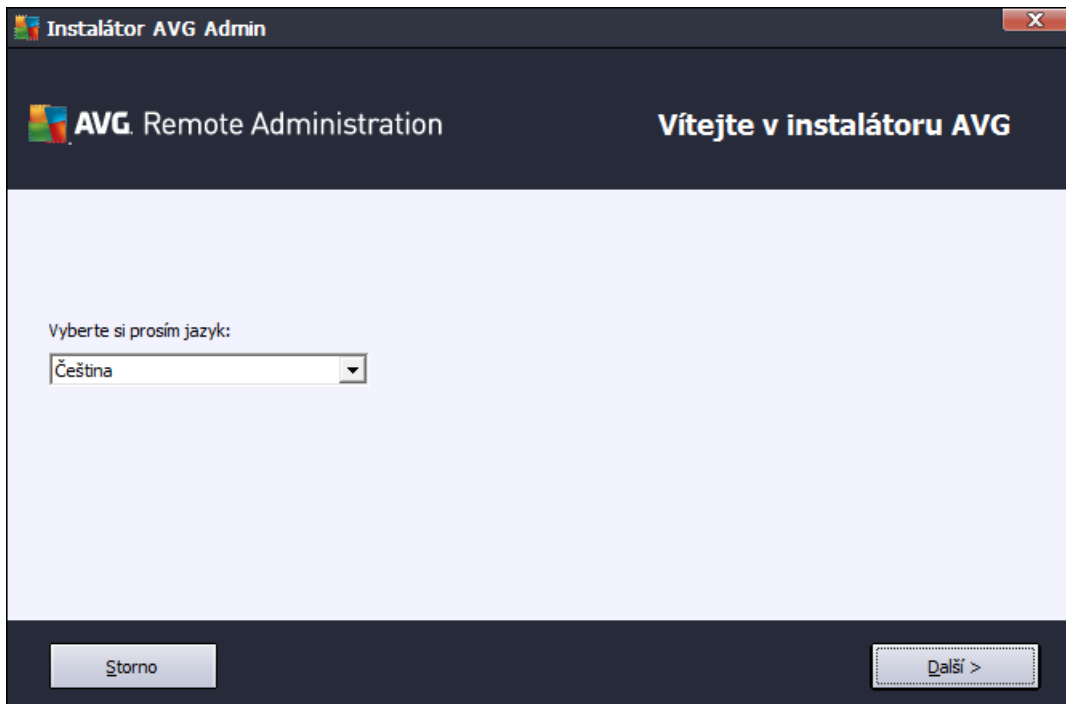 Instalátor AVG Admin
X
AVG. Remote Administration
Vítejte v instalátoru AVG
Vyberte si prosím jazyk:
Čeština
Storno
Další >